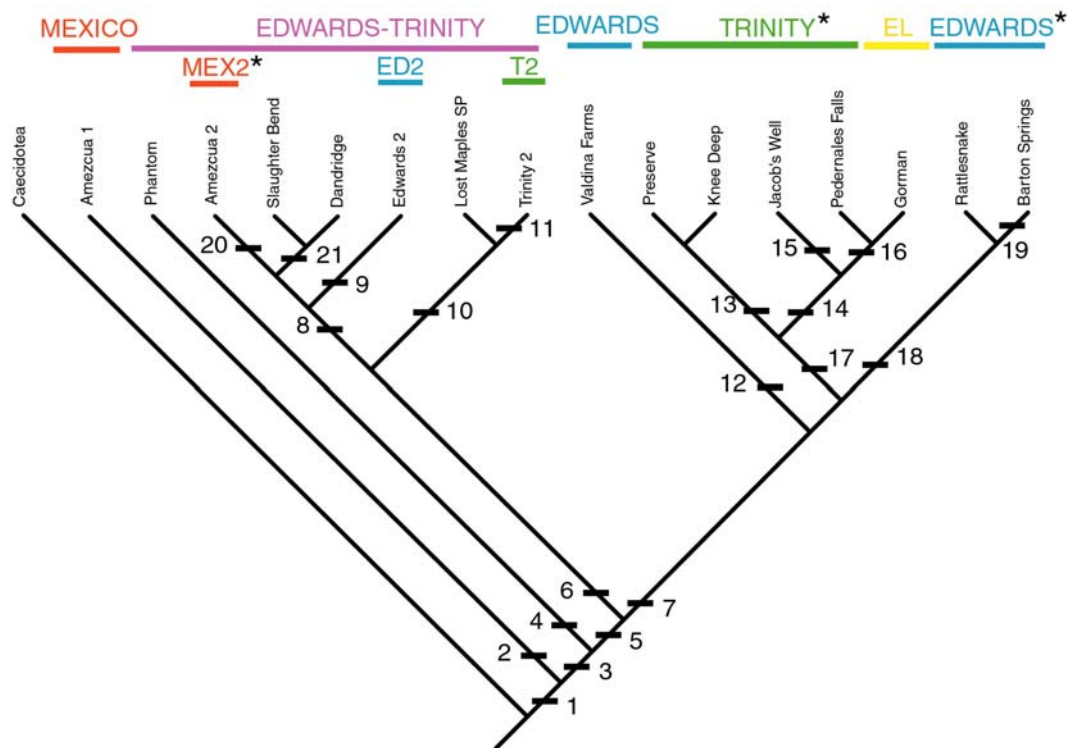 MEXICO EDWARDS-TRINITY EDWARDS TRINITY* EL EDWARDS*
MEX2* ED2 T2
Caecidotea
Amezcua 1
Phantom
Amezcua 2
Slaughter Bend
Dandridge
Edwards 2
Lost Maples SP
Trinity 2
Valdina Farms
Preserve
Knee Deep
Jacob's Well
Pedernales Falls
Gorman
Rattlesnake
Barton Springs
20 21 11 15 16 19
9
8 10 13 14
12 17 18
6 7
4 5
2 3
1